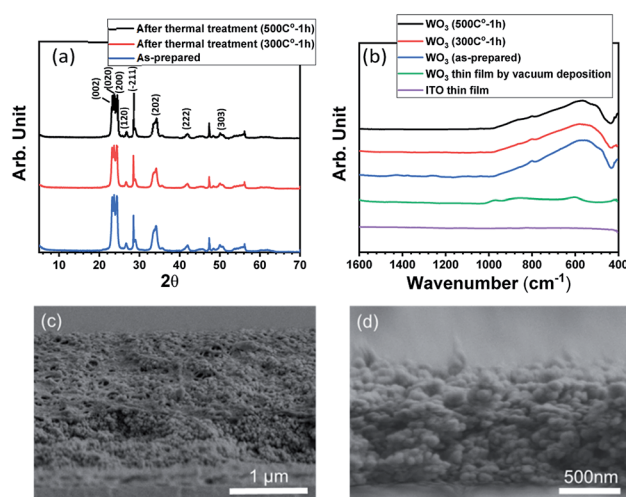 (a)
After thermal treatment (500C°-1h)
After thermal treatment (300C°-1h)
As-prepared
(002)
(020)
(200)
(120)
(-211)
(202)
(222)
(303)
Arb. Unit
10 20 30 40 50 60 70
2θ
(b)
WO₃ (500C°-1h)
WO₃ (300C°-1h)
WO₃ (as-prepared)
WO₃ thin film by vacuum deposition
ITO thin film
Arb. Unit
1600 1400 1200 1000 800 600 400
Wavenumber (cm⁻¹)
(c)
1 µm
(d)
500nm